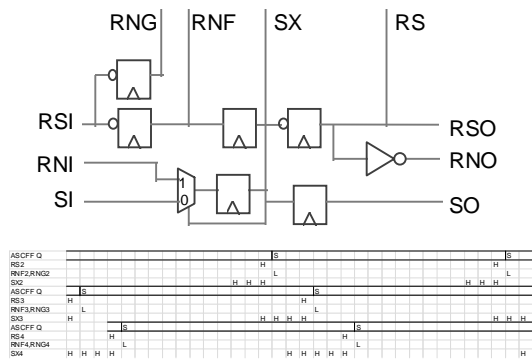 RNG RNF SX RS
RSI RSO
RNI 1 RNO
SI 0 SO
ASCFF Q S S
RS2 H H
RNF2,RNG2 L L
SX2 H H H H H H
ASCFF Q S S
RS3 H H
RNF3,RNG3 L L
SX3 H H H H H H H H
ASCFF Q S S
RS4 H H
RNF4,RNG4 L L
SX4 H H H H H H H H H H